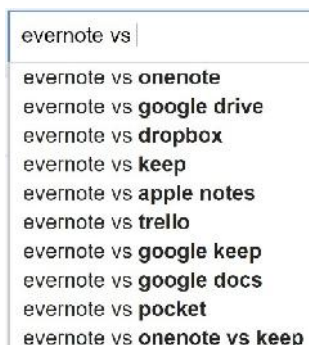 evernote vs
evernote vs onenote
evernote vs google drive
evernote vs dropbox
evernote vs keep
evernote vs apple notes
evernote vs trello
evernote vs google keep
evernote vs google docs
evernote vs pocket
evernote vs onenote vs keep